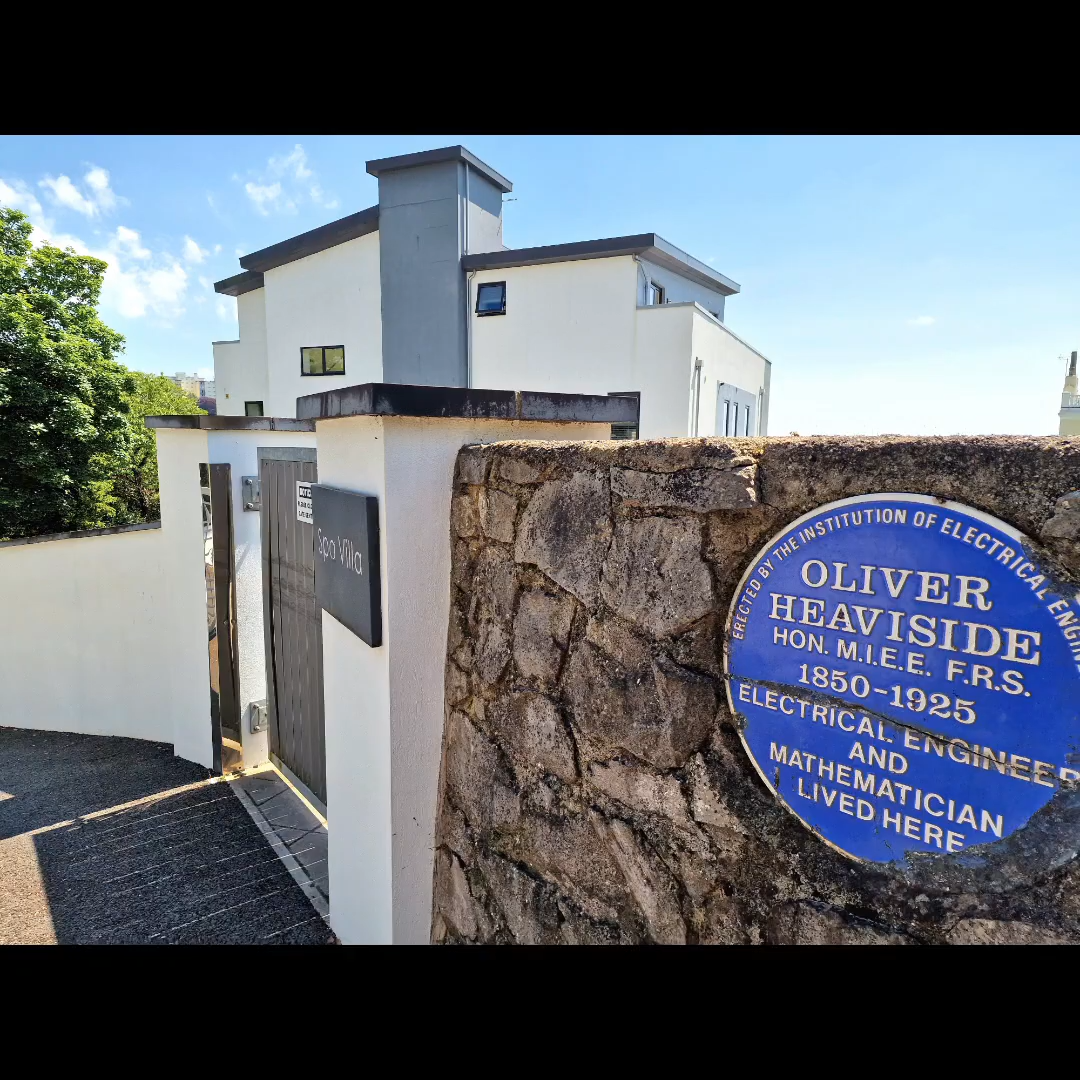 NOTICE
Spa Villa
ERECTED BY THE INSTITUTION OF ELECTRICAL
OLIVER
HEAVISIDE
HON. M.I.E.E. F.R.S.
1850-1925
ELECTRICAL ENGINEER
AND
MATHEMATICIAN
LIVED HERE